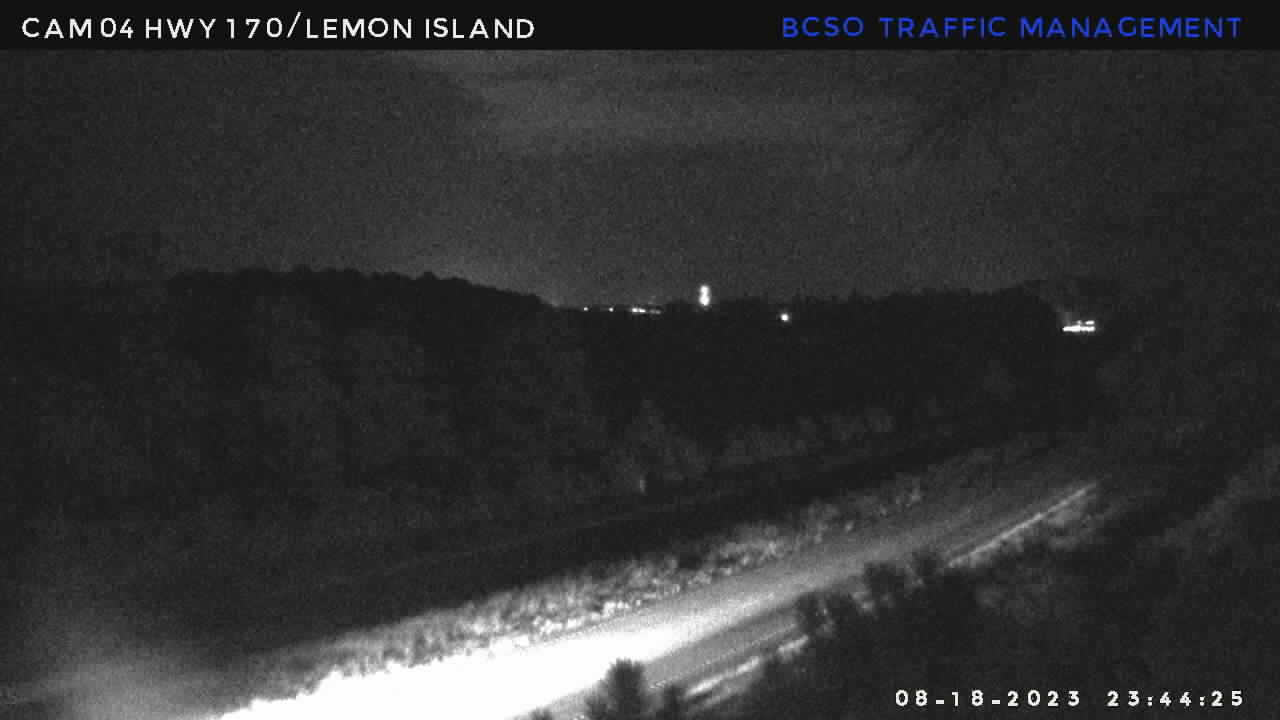 CAM04 HWY 170/LEMON ISLAND
BCSO TRAFFIC MANAGEMENT
08-18-2023 23:44:25